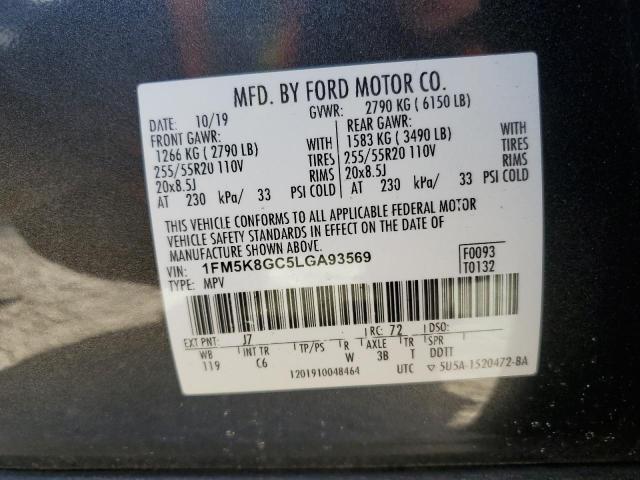 MFD. BY FORD MOTOR CO.
DATE: 10/19 GVWR: 2790 KG ( 6150 LB)
FRONT GAWR: REAR GAWR:
1266 KG ( 2790 LB) WITH 1583 KG ( 3490 LB) WITH
255/55R20 110V TIRES 255/55R20 110V TIRES
20x8.5J RIMS 20x8.5J RIMS
AT 230 kPa/ 33 PSI COLD AT 230 kPa/ 33 PSI COLD
THIS VEHICLE CONFORMS TO ALL APPLICABLE FEDERAL MOTOR
VEHICLE SAFETY STANDARDS IN EFFECT ON THE DATE OF
MANUFACTURE SHOWN ABOVE.
VIN: 1FM5K8GC5LGA93569 F0093
TYPE: MPV T0132
EXT PNT: J7 RC: 72 DSO:
WB INT TR TP/PS R AXLE TR SPR
119 C6 W 3B T DDTT
1201910048464 UTC ▽ 5U5A-1520472-BA